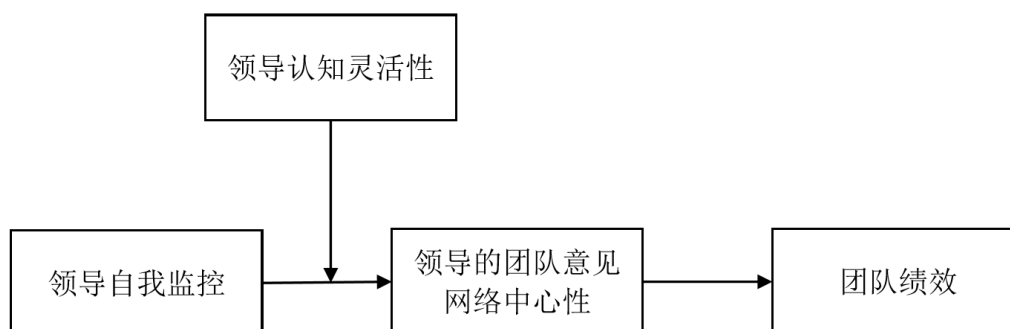 领导认知灵活性
领导自我监控
领导的团队意见
网络中心性
团队绩效